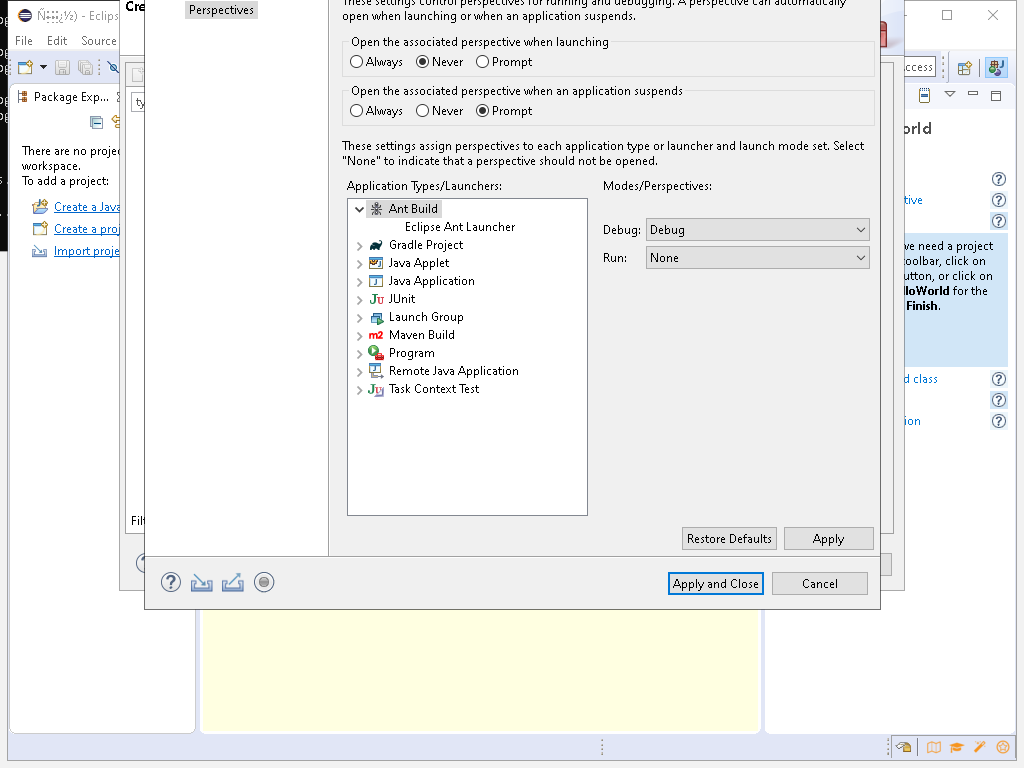 Perspectives
These settings control perspectives for running and debugging. A perspective can automatically
open when launching or when an application suspends.
Open the associated perspective when launching
Always Never Prompt
Open the associated perspective when an application suspends
Always Never Prompt
These settings assign perspectives to each application type or launcher and launch mode set. Select
"None" to indicate that a perspective should not be opened.
Application Types/Launchers:
Modes/Perspectives:
Ant Build
Eclipse Ant Launcher
Gradle Project
Java Applet
Java Application
JUnit
Launch Group
Maven Build
Program
Remote Java Application
Task Context Test
Debug: Debug
Run: None
Restore Defaults
Apply
Apply and Close
Cancel
- Eclips
File Edit Source
Package Exp...
There are no proje
workspace.
To add a project:
Create a Java
Create a proj
Import proje
Cre
ty
Filt
ccess
orld
tive
we need a project
toolbar, click on
utton, or click on
lloWorld for the
Finish.
d class
ion